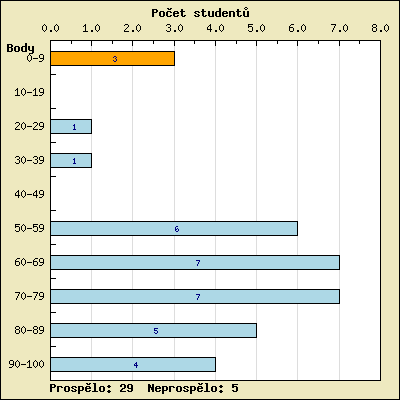 Počet studentů
0.0 1.0 2.0 3.0 4.0 5.0 6.0 7.0 8.0
Body
0-9 3
10-19
20-29 1
30-39 1
40-49
50-59 6
60-69 7
70-79 7
80-89 5
90-100 4
Prospělo: 29 Neprospělo: 5